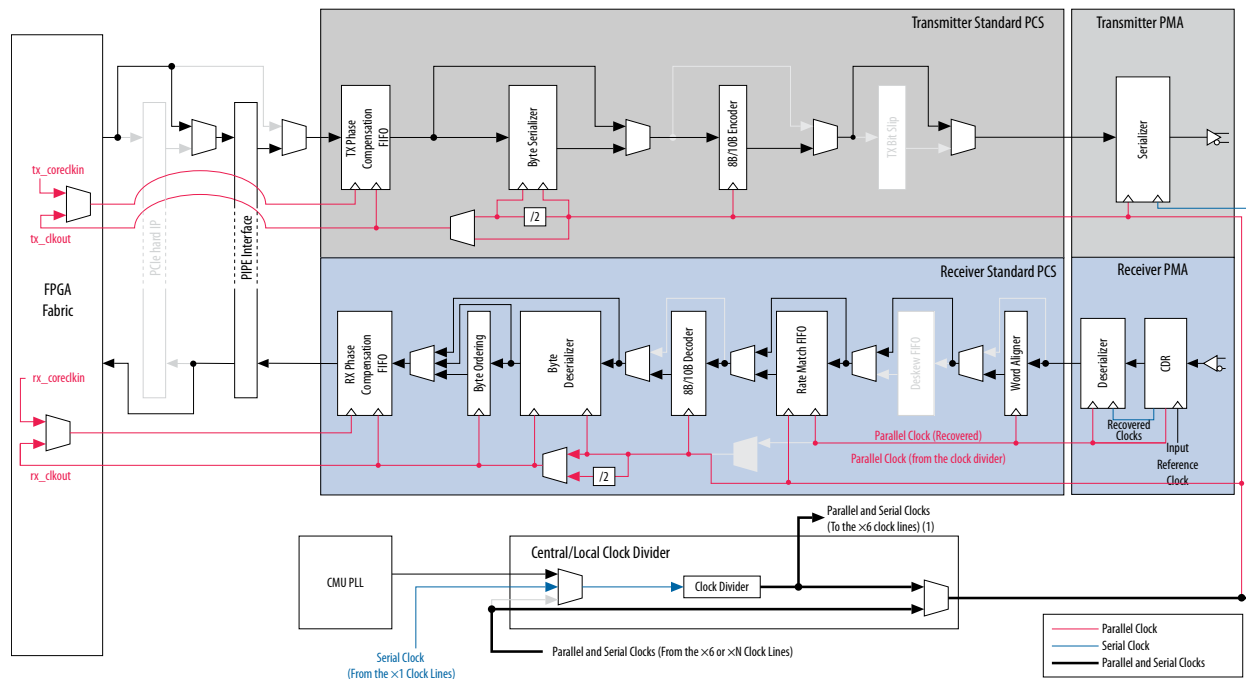 Transmitter Standard PCS
Transmitter PMA
FPGA
Fabric
tx_coreclkin
tx_clkout
PCIe hard IP
PIPE Interface
TX Phase
Compensation
FIFO
Byte Serializer
8B/10B Encoder
TX Bit Slip
Serializer
/2
Receiver Standard PCS
Receiver PMA
rx_coreclkin
rx_clkout
RX Phase
Compensation
FIFO
Byte Ordering
Byte
Deserializer
8B/10B Decoder
Rate Match FIFO
Deskew FIFO
Word Aligner
Deserializer
CDR
/2
Parallel Clock (Recovered)
Parallel Clock (from the clock divider)
Recovered
Clocks
Input
Reference
Clock
Parallel and Serial Clocks
(To the ×6 clock lines) (1)
CMU PLL
Central/Local Clock Divider
Clock Divider
Serial Clock
(From the ×1 Clock Lines)
Parallel and Serial Clocks (From the ×6 or ×N Clock Lines)
Parallel Clock
Serial Clock
Parallel and Serial Clocks